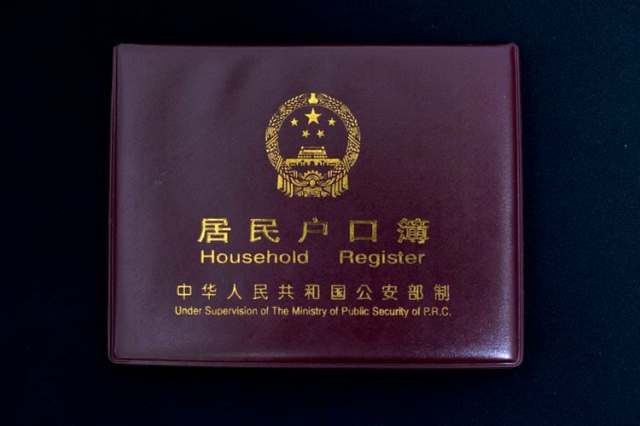 居民户口簿
Household Register
中华人民共和国公安部制
Under Supervision of The Ministry of Public Security of P.R.C.